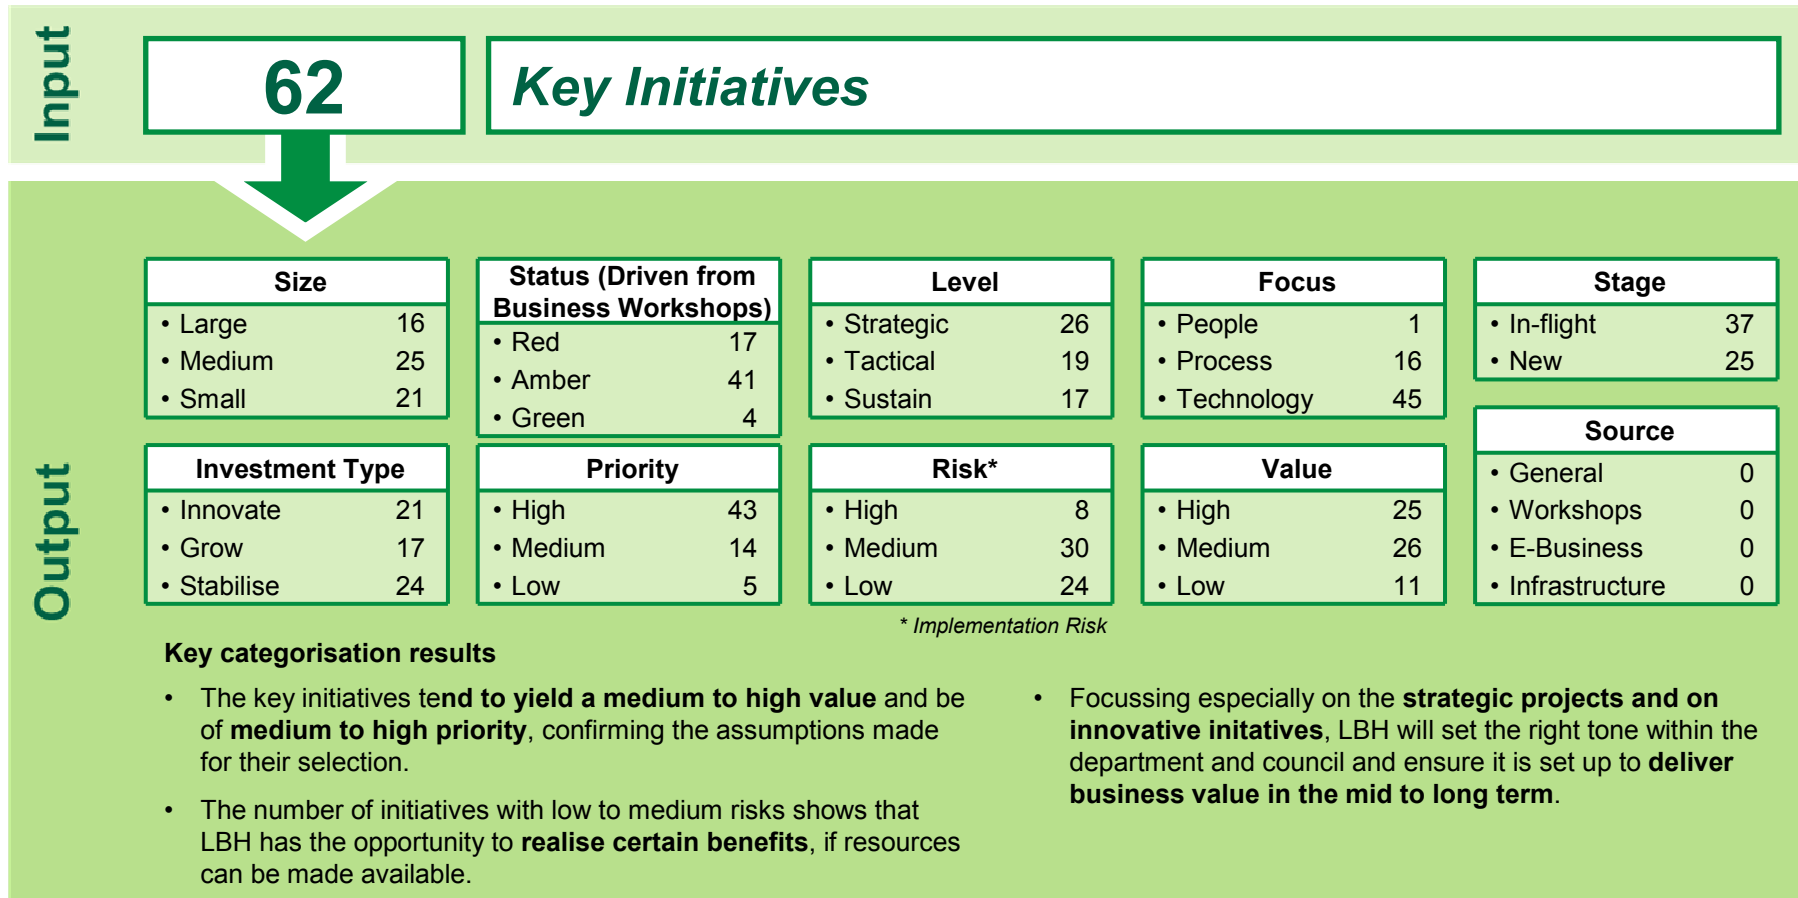 Input
62
Key Initiatives
Output
Size
• Large 16
• Medium 25
• Small 21
Status (Driven from
Business Workshops)
• Red 17
• Amber 41
• Green 4
Level
• Strategic 26
• Tactical 19
• Sustain 17
Focus
• People 1
• Process 16
• Technology 45
Stage
• In-flight 37
• New 25
Investment Type
• Innovate 21
• Grow 17
• Stabilise 24
Priority
• High 43
• Medium 14
• Low 5
Risk*
• High 8
• Medium 30
• Low 24
Value
• High 25
• Medium 26
• Low 11
Source
• General 0
• Workshops 0
• E-Business 0
• Infrastructure 0
* Implementation Risk
Key categorisation results
• The key initiatives tend to yield a medium to high value and be
of medium to high priority, confirming the assumptions made
for their selection.
• The number of initiatives with low to medium risks shows that
LBH has the opportunity to realise certain benefits, if resources
can be made available.
• Focussing especially on the strategic projects and on
innovative initatives, LBH will set the right tone within the
department and council and ensure it is set up to deliver
business value in the mid to long term.